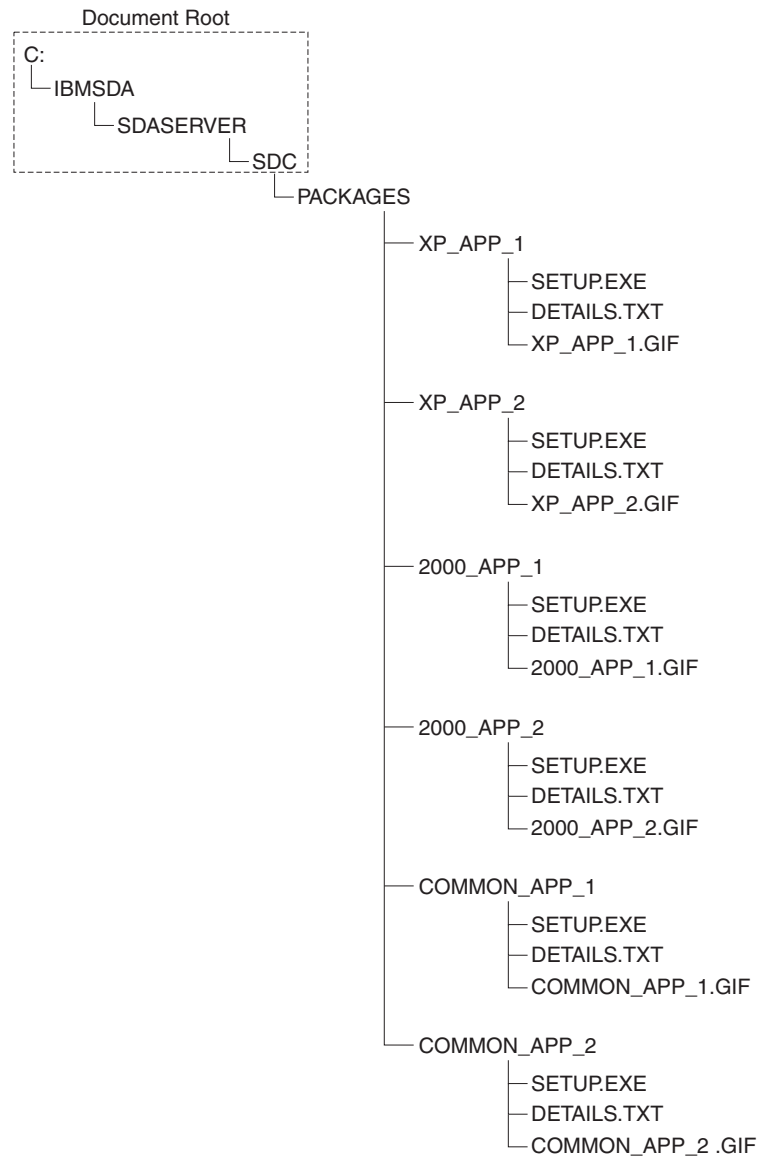 Document Root
C:
IBMSDA
SDASERVER
SDC
PACKAGES
XP_APP_1
SETUP.EXE
DETAILS.TXT
XP_APP_1.GIF
XP_APP_2
SETUP.EXE
DETAILS.TXT
XP_APP_2.GIF
2000_APP_1
SETUP.EXE
DETAILS.TXT
2000_APP_1.GIF
2000_APP_2
SETUP.EXE
DETAILS.TXT
2000_APP_2.GIF
COMMON_APP_1
SETUP.EXE
DETAILS.TXT
COMMON_APP_1.GIF
COMMON_APP_2
SETUP.EXE
DETAILS.TXT
COMMON_APP_2 .GIF